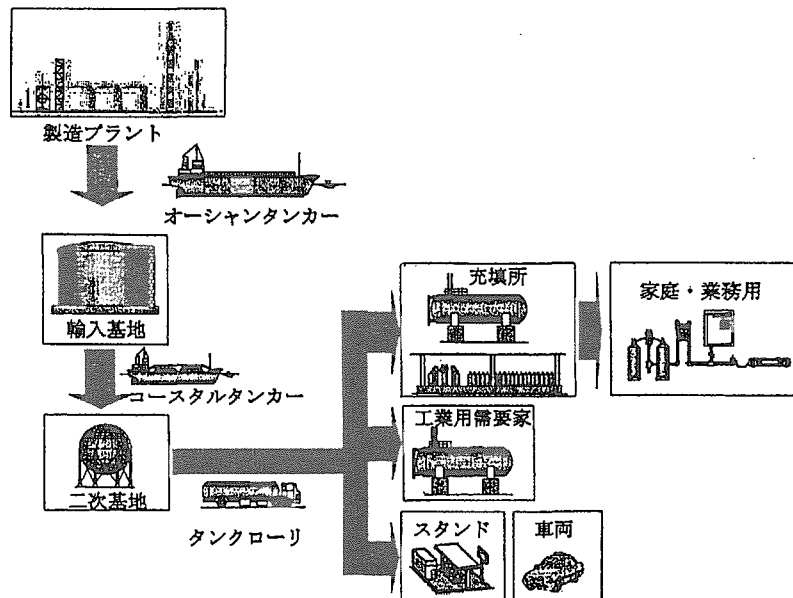 製造プラント
オーシャンタンカー
輸入基地
コースタルタンカー
二次基地
タンクローリ
充填所
家庭・業務用
工業用需要家
スタンド
車両